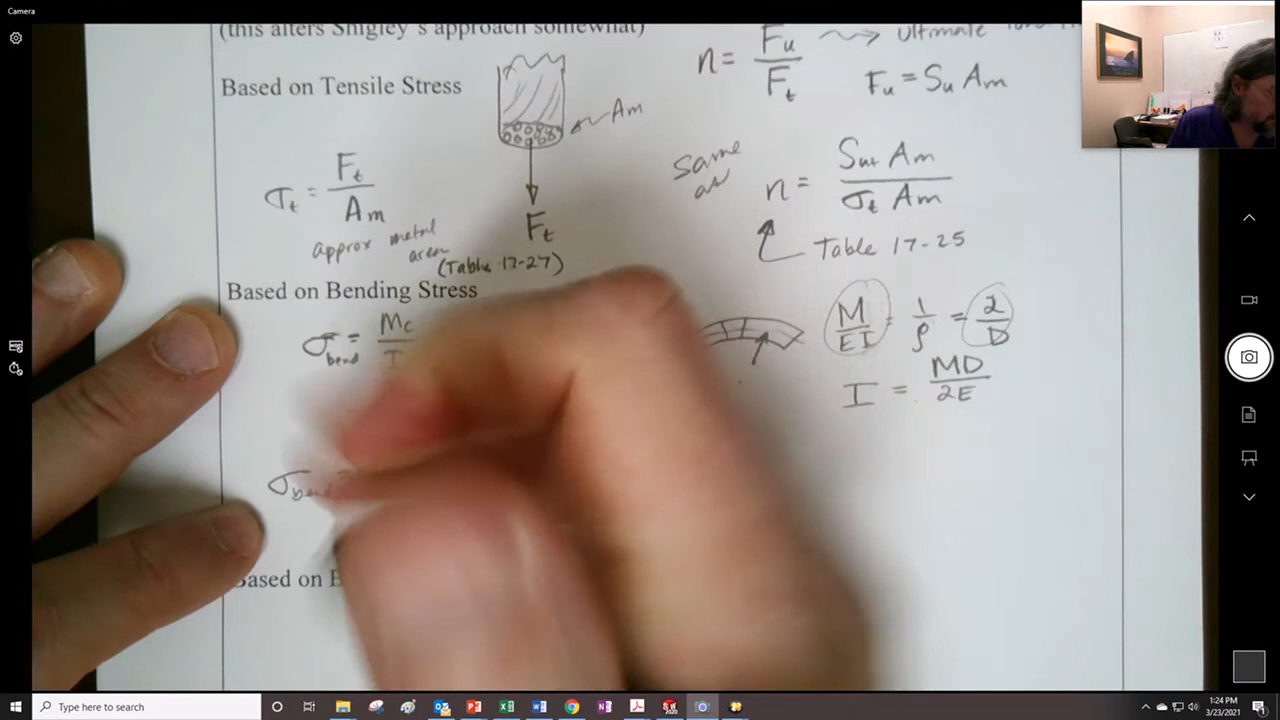 Camera
(this alters Shigley's approach somewhat)
Based on Tensile Stress
Am
n = Fu / Ft
Ultimate
Fu = Su Am
σt = Ft / Am
approx metal area
(Table 17-27)
Ft
same as
n = Sut Am / σt Am
Table 17-25
Based on Bending Stress
σbend = Mc / I
M / EI = 1 / ρ = 2 / D
I = MD / 2E
σbend
Based on B
Type here to search
1:24 PM
3/23/2021